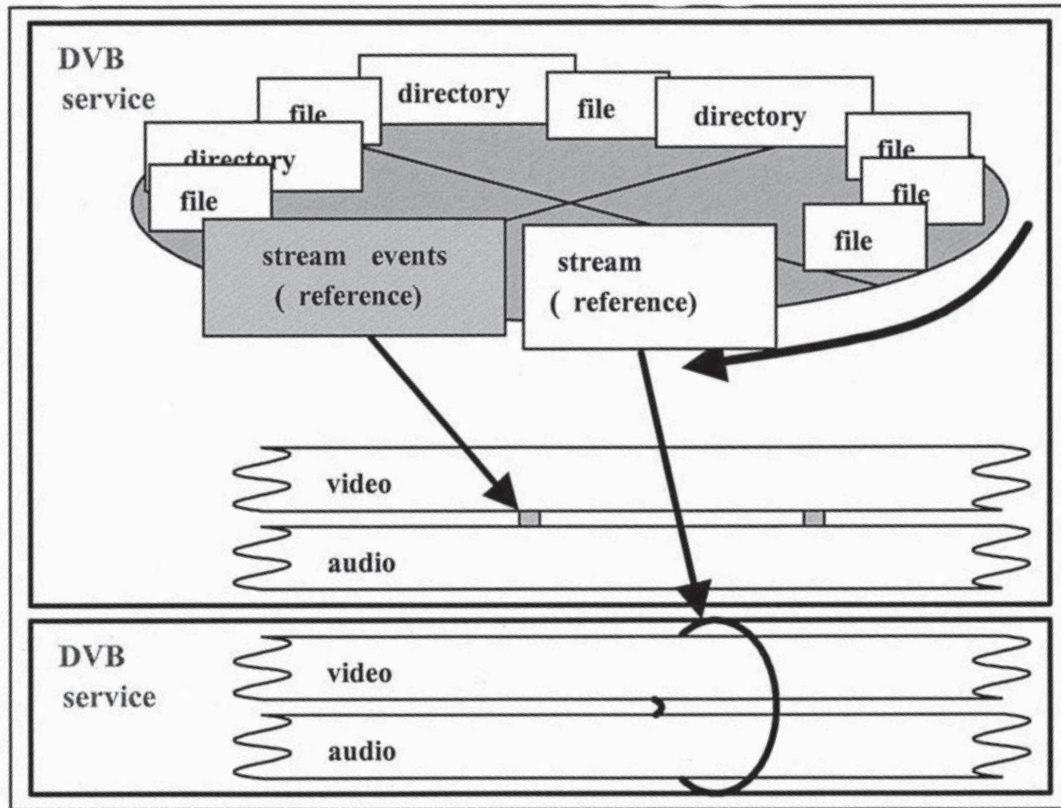 DVB
service
directory
file
file
directory
file
directory
file
file
file
stream events
( reference)
stream
( reference)
video
audio
DVB
service
video
audio